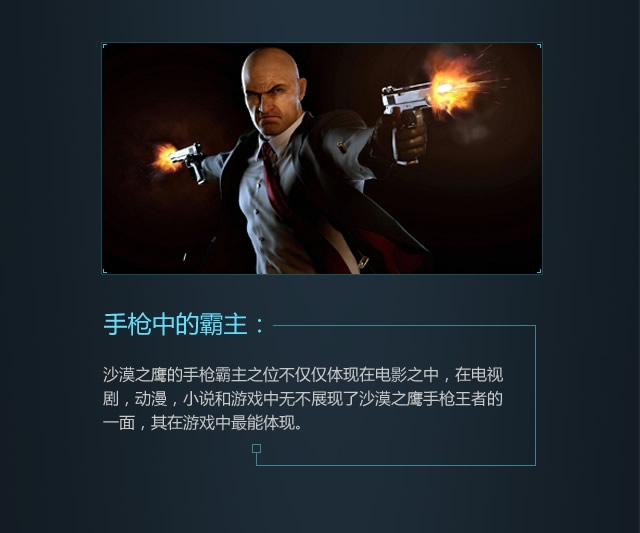 手枪中的霸主：
沙漠之鹰的手枪霸主之位不仅仅体现在电影之中，在电视
剧，动漫，小说和游戏中无不展现了沙漠之鹰手枪王者的
一面，其在游戏中最能体现。